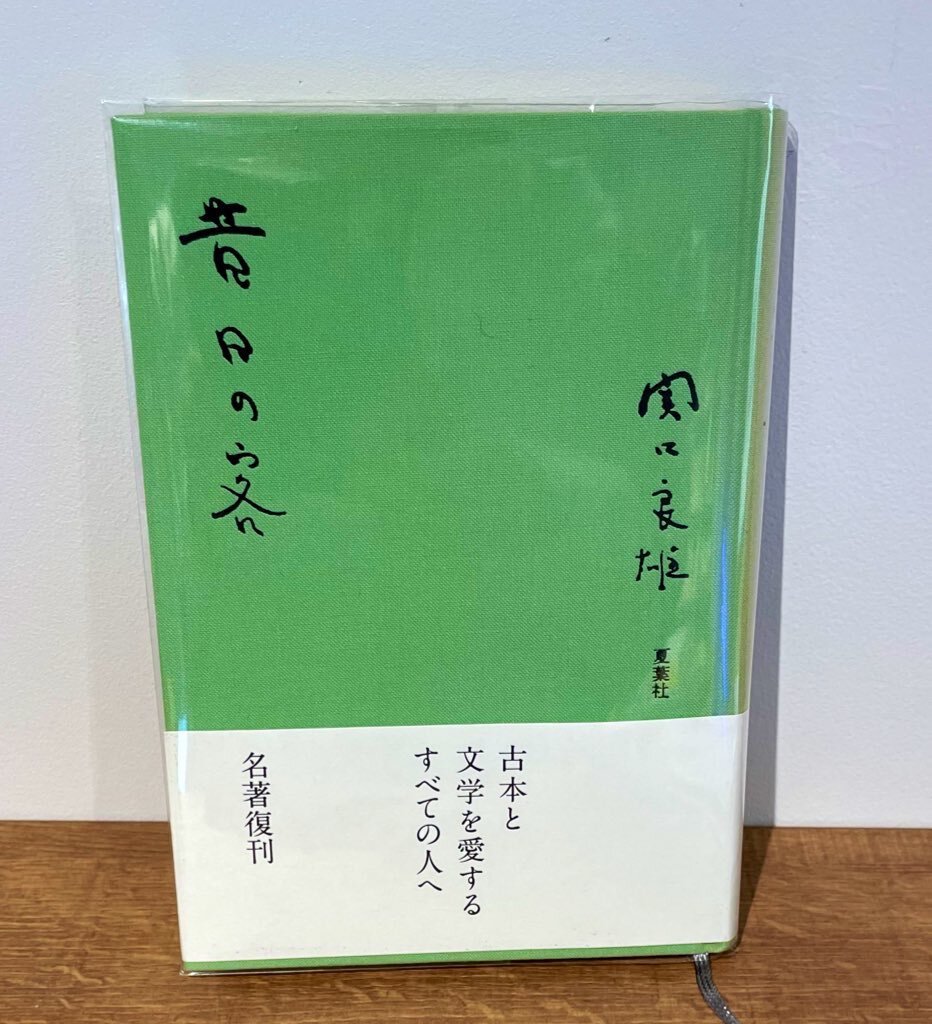 関口良雄
夏葉社
昔日の客
古本と
文学を愛する
すべての人へ
名著復刊